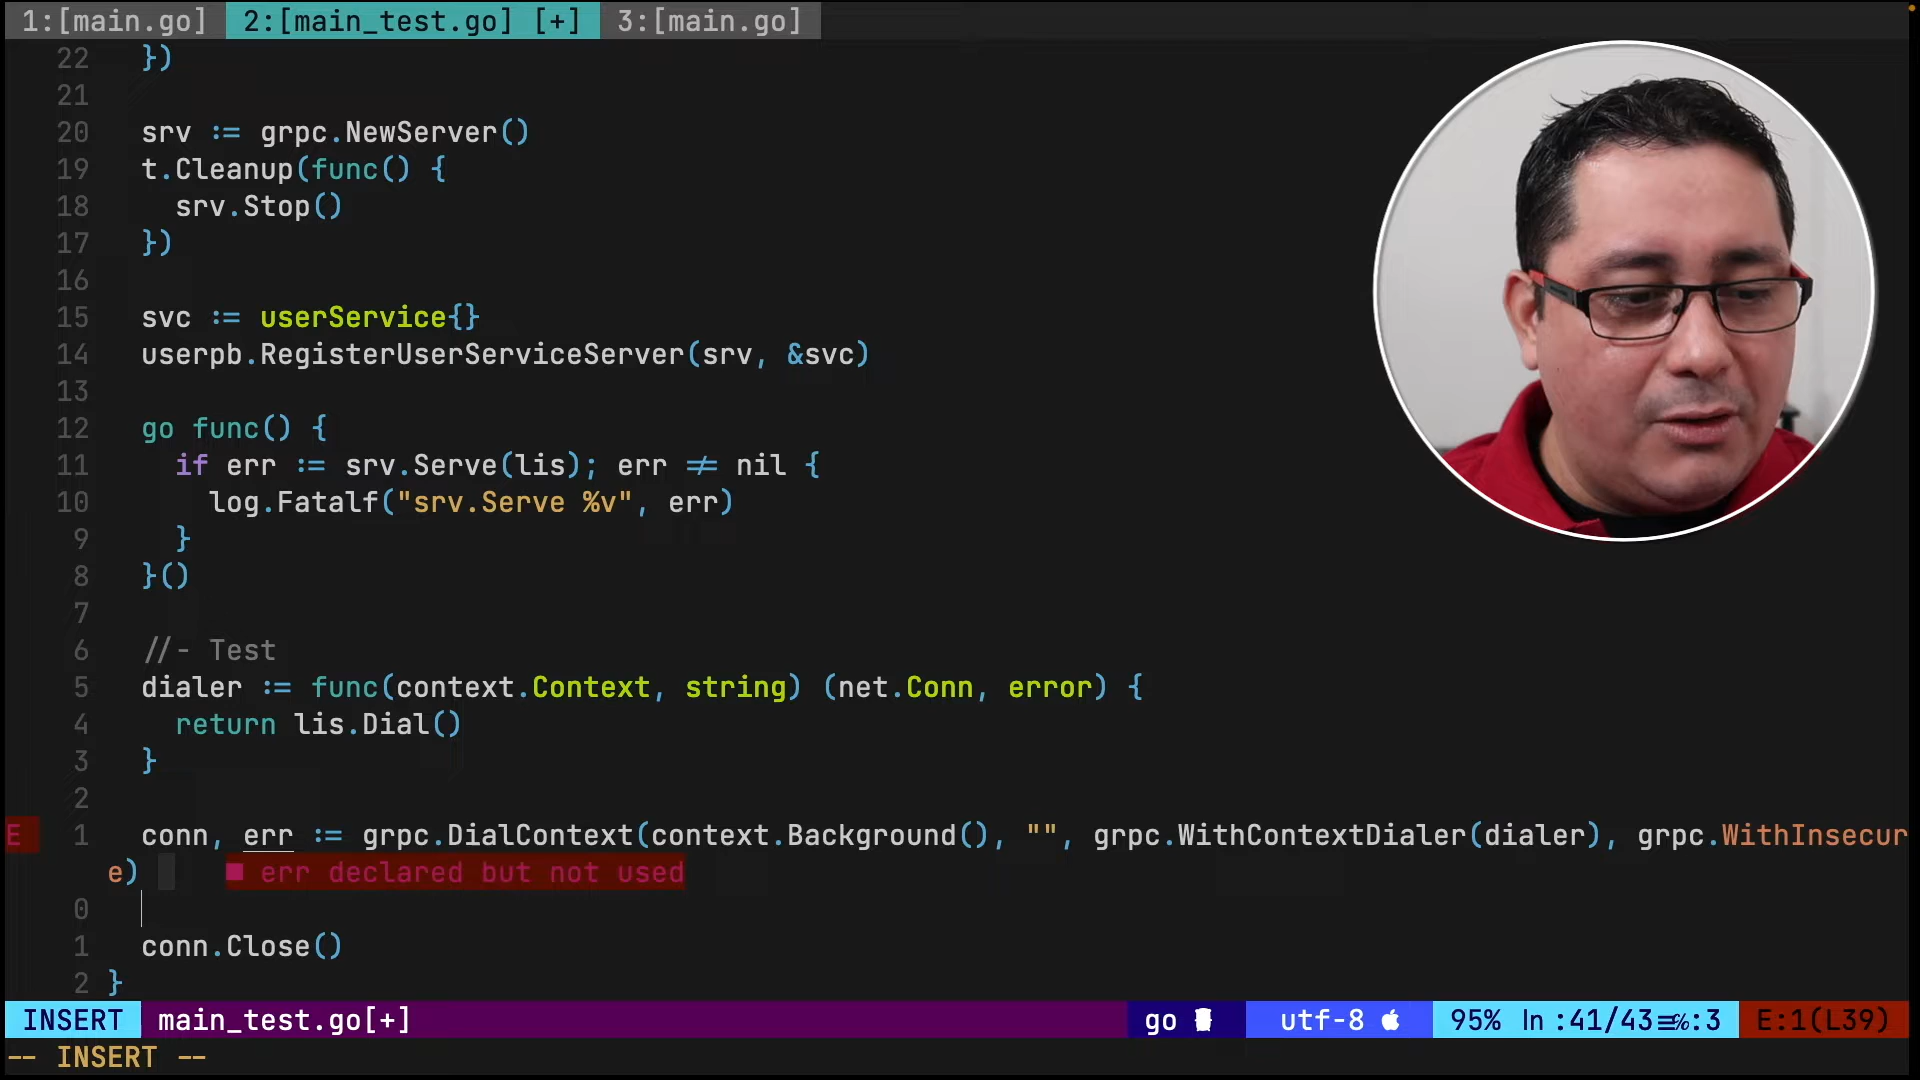 1:[main.go] 2:[main_test.go] [+] 3:[main.go]
22 })
21
20 srv := grpc.NewServer()
19 t.Cleanup(func() {
18 srv.Stop()
17 })
16
15 svc := userService{}
14 userpb.RegisterUserServiceServer(srv, &svc)
13
12 go func() {
11 if err := srv.Serve(lis); err != nil {
10 log.Fatalf("srv.Serve %v", err)
9 }
8 }()
7
6 //- Test
5 dialer := func(context.Context, string) (net.Conn, error) {
4 return lis.Dial()
3 }
2
E 1 conn, err := grpc.DialContext(context.Background(), "", grpc.WithContextDialer(dialer), grpc.WithInsecur
e) ■ err declared but not used
0
1 conn.Close()
2 }
INSERT main_test.go[+] go utf-8 95% ln :41/43≡℅:3 E:1(L39)
-- INSERT --